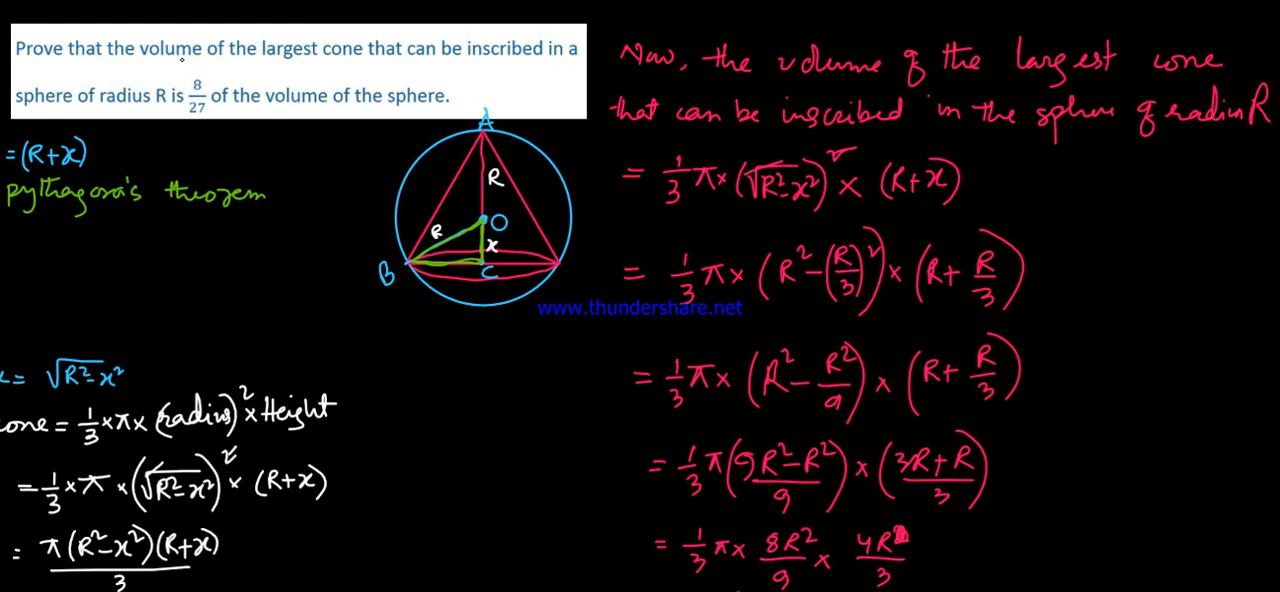 Prove that the volume of the largest cone that can be inscribed in a
sphere of radius R is 8/27 of the volume of the sphere.
=(R+x)
pythagora's theorem
A
R
R
O
x
B
C
www.thundershare.net
= √R²-x²
cone = 1/3 × π × (radius)² × Height
= 1/3 × π × (√R²-x²)² × (R+x)
= π(R²-x²)(R+x)/3
Now, the volume of the largest cone
that can be inscribed in the sphere of radius R
= 1/3 π × (√R²-x²)² × (R+x)
= 1/3 π × (R² - (R/3)²) × (R + R/3)
= 1/3 π × (R² - R²/9) × (R + R/3)
= 1/3 π (9R²-R²/9) × (3R+R/3)
= 1/3 π × 8R²/9 × 4R/3